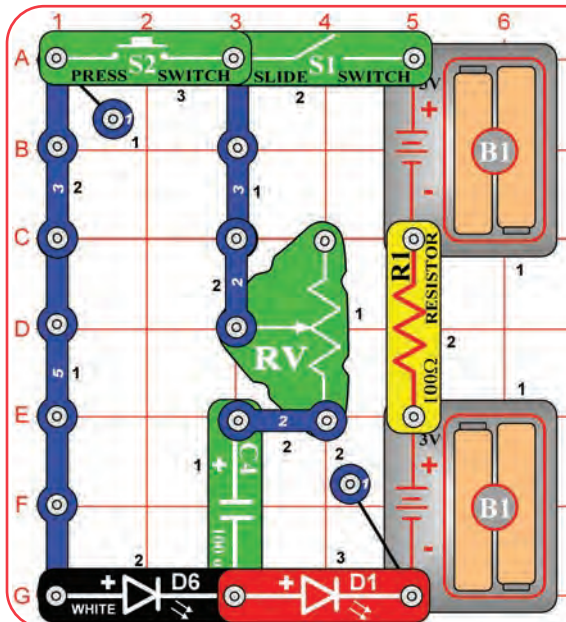 1 2 3 4 5 6
A
S2 S1
PRESS SWITCH SLIDE SWITCH
3 2
3V
1
+
B1
B
1
3 2 3 1
-
C
R1
RESISTOR
1
2 2 1
D
RV
2
100Ω
5 1
1
E
2
3V
2 2
1 + C4
+
1
B1
F
100
-
2 3
+ D6 + D1
G
WHITE